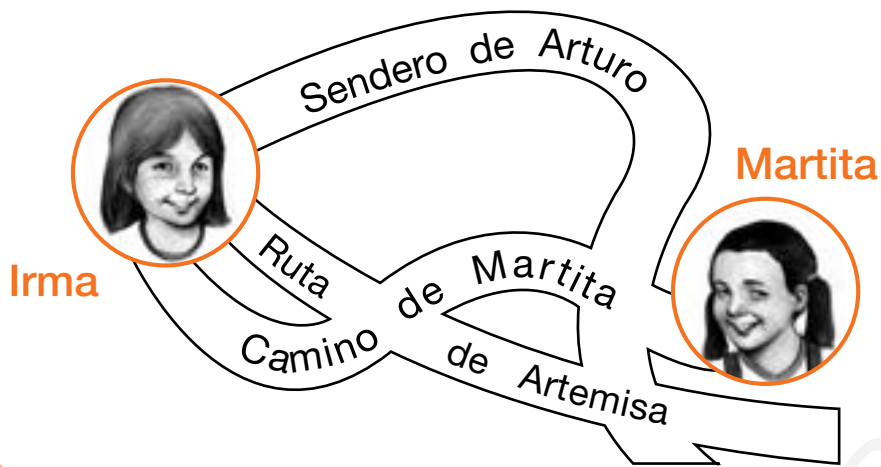 Sendero de Arturo
Martita
Irma
Ruta de Artemisa
Camino de Martita